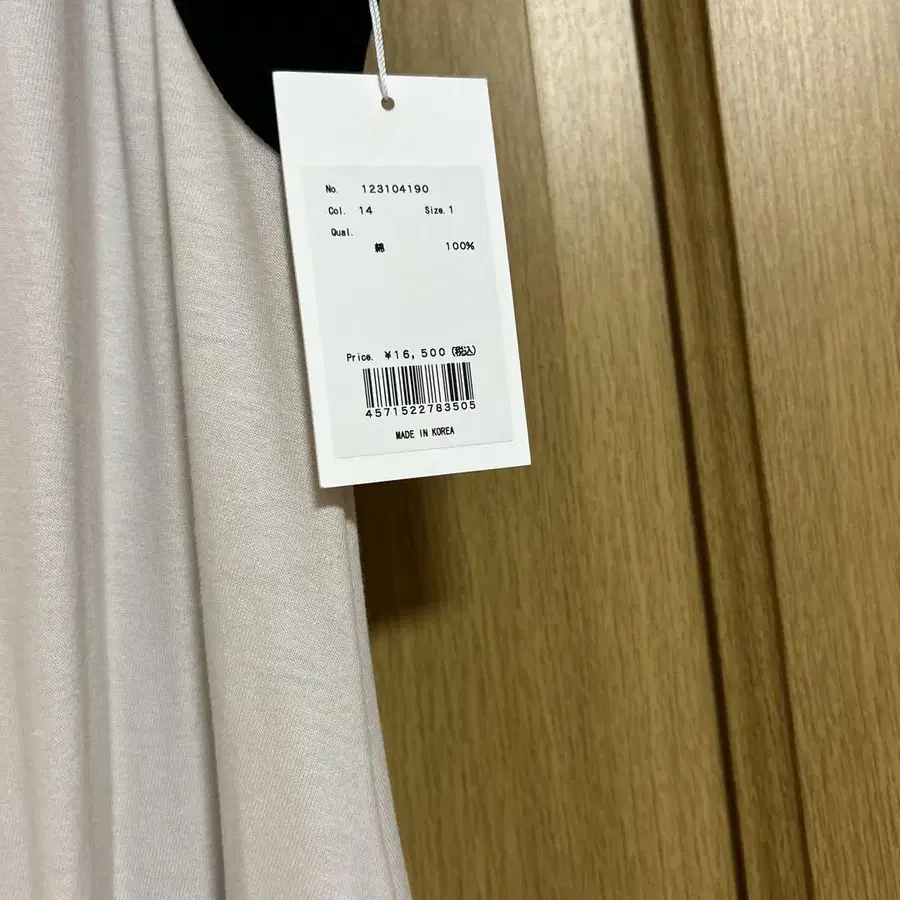 No. 123104190
Col. 14 Size. 1
Qual.
綿 100%
Price. ¥16,500 (税込)
4571522783505
MADE IN KOREA